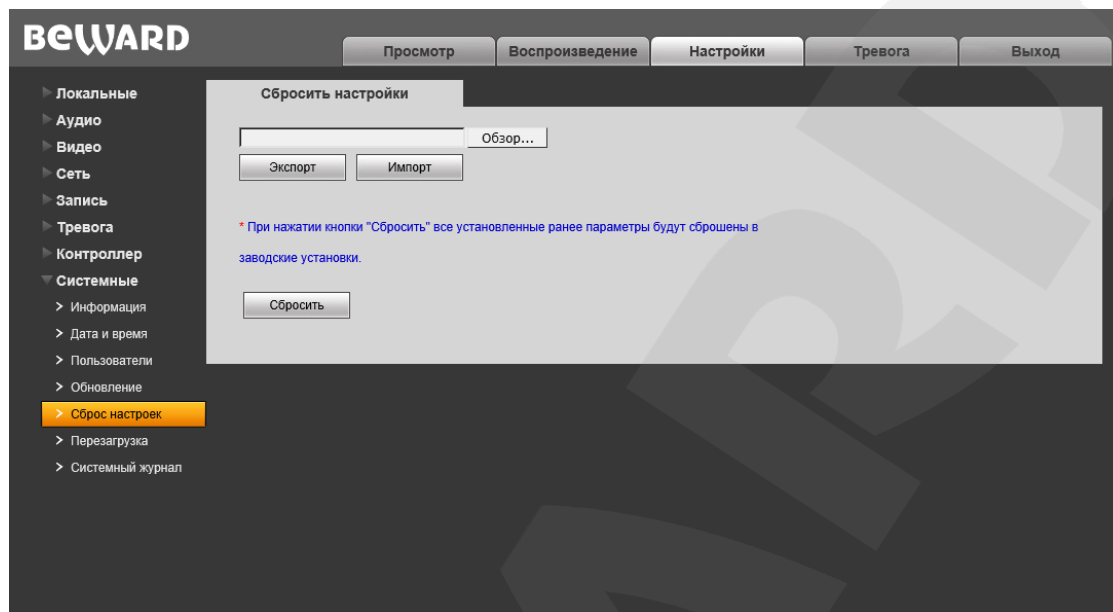 BEWARD
Просмотр
Воспроизведение
Настройки
Тревога
Выход
Локальные
Аудио
Видео
Сеть
Запись
Тревога
Контроллер
Системные
Информация
Дата и время
Пользователи
Обновление
Сброс настроек
Перезагрузка
Системный журнал
Сбросить настройки
Обзор...
Экспорт
Импорт
* При нажатии кнопки "Сбросить" все установленные ранее параметры будут сброшены в
заводские установки.
Сбросить